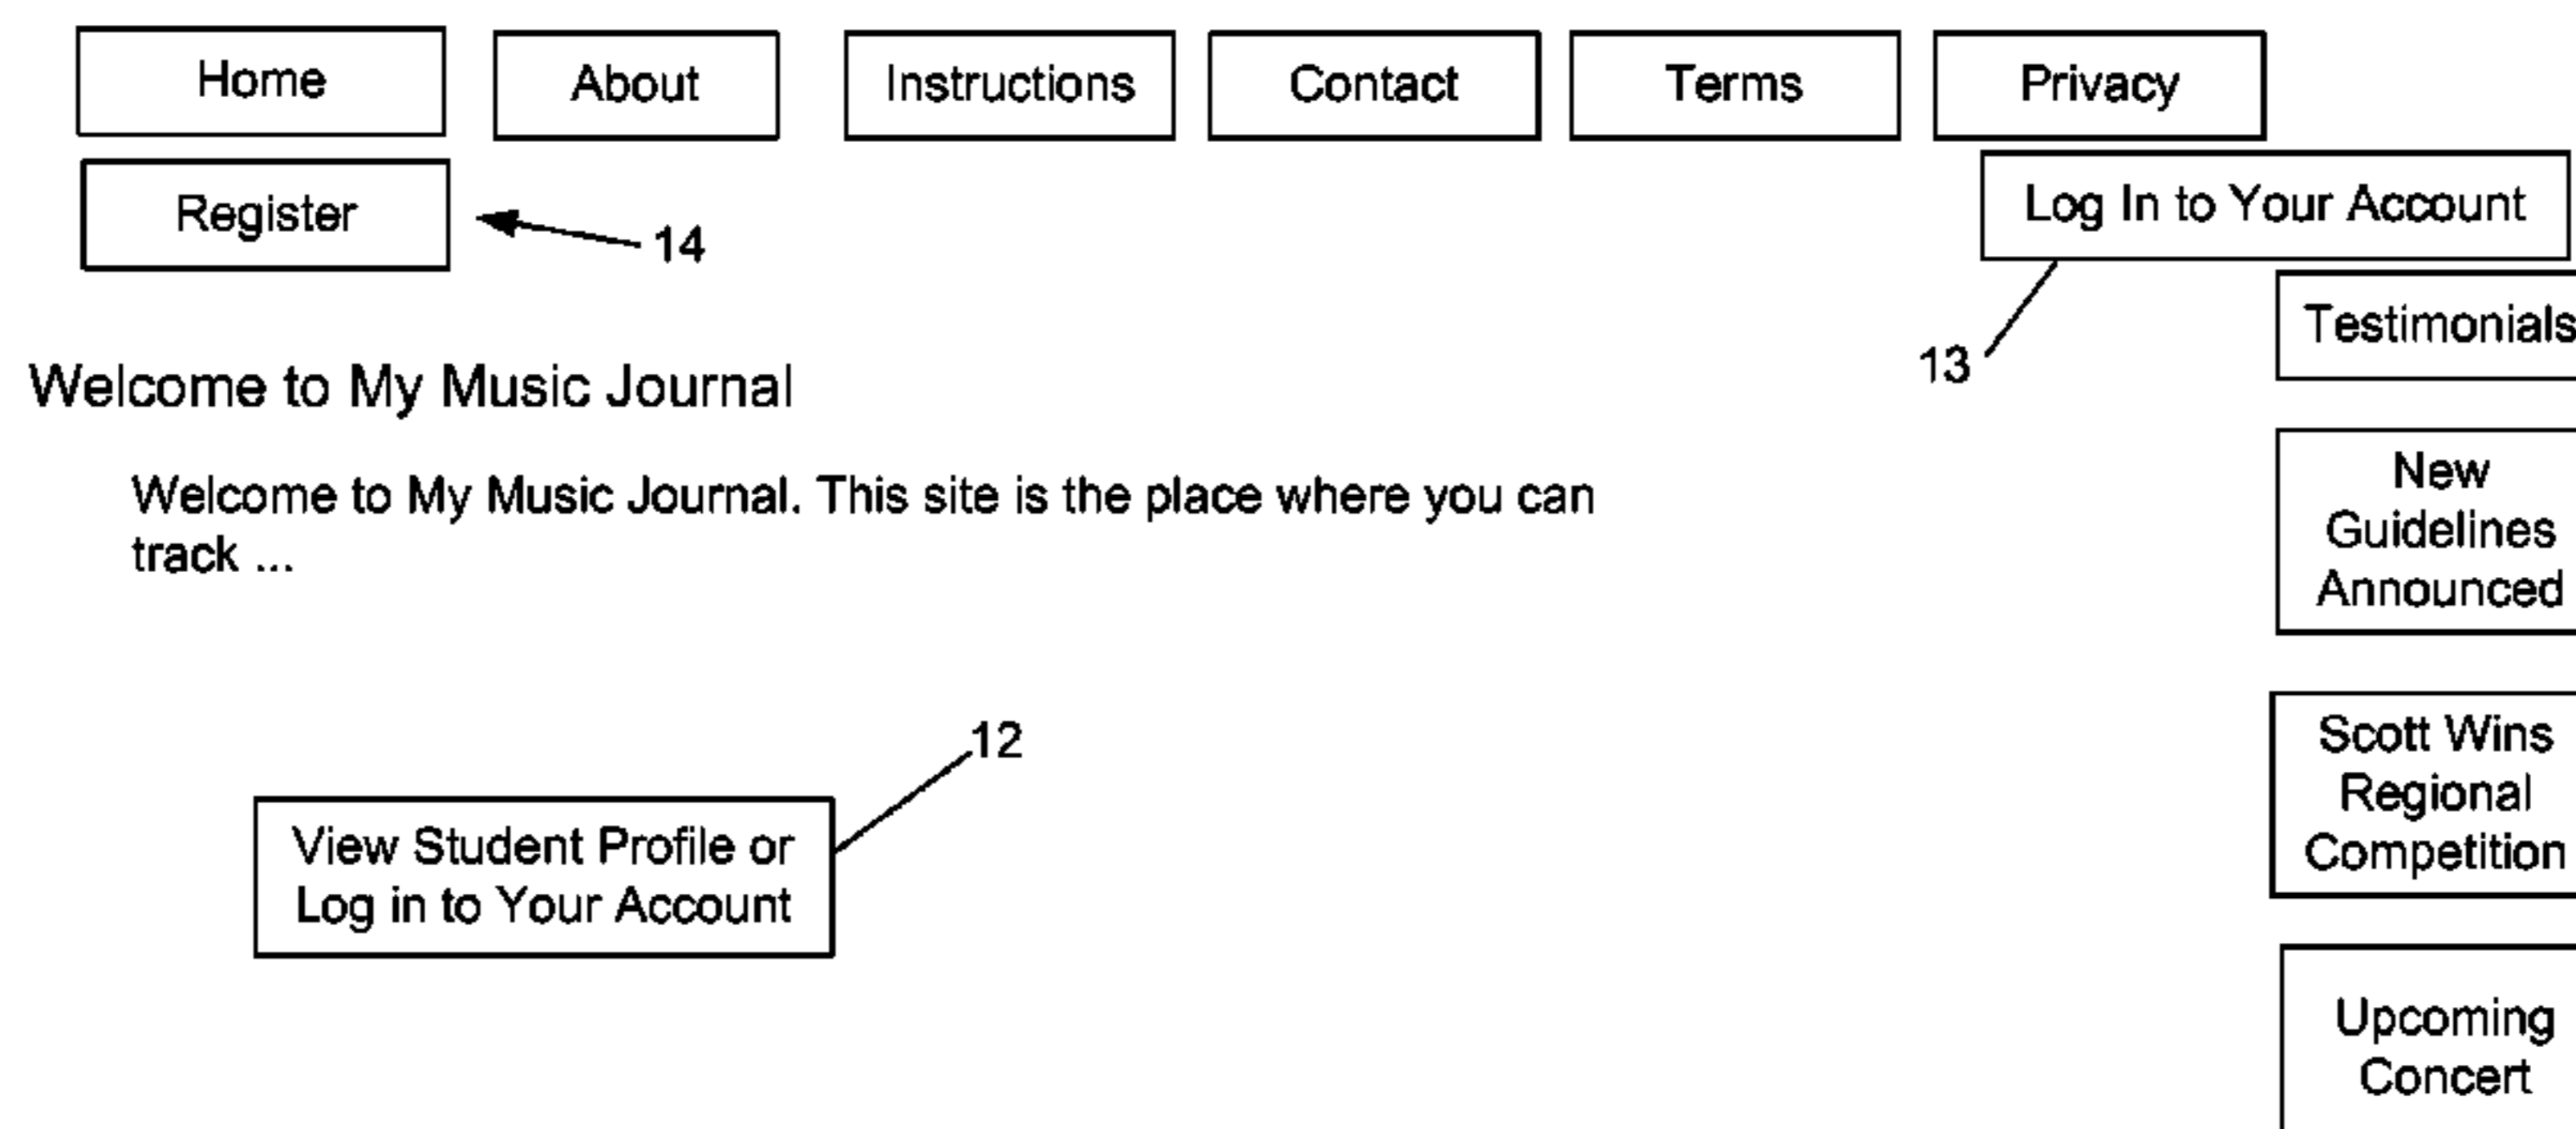 Home
About
Instructions
Contact
Terms
Privacy
Register
14
Log In to Your Account
13
Testimonials
Welcome to My Music Journal
Welcome to My Music Journal. This site is the place where you can
track ...
New
Guidelines
Announced
12
Scott Wins
Regional
Competition
View Student Profile or
Log in to Your Account
Upcoming
Concert